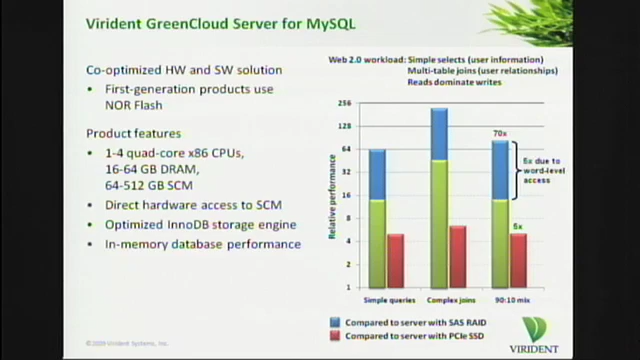 Virident GreenCloud Server for MySQL
Co-optimized HW and SW solution
• First-generation products use
NOR Flash
Product features
• 1-4 quad-core x86 CPUs,
16-64 GB DRAM,
64-512 GB SCM
• Direct hardware access to SCM
• Optimized InnoDB storage engine
• In-memory database performance
Web 2.0 workload: Simple selects (user information)
Multi-table joins (user relationships)
Reads dominate writes
Relative performance
256
128
64
32
16
8
4
2
1
70x
5x due to
word-level
access
5x
Simple queries
Complex joins
90:10 mix
Compared to server with SAS RAID
Compared to server with PCIe SSD
©2009 Virident Systems, Inc.
VIRIDENT